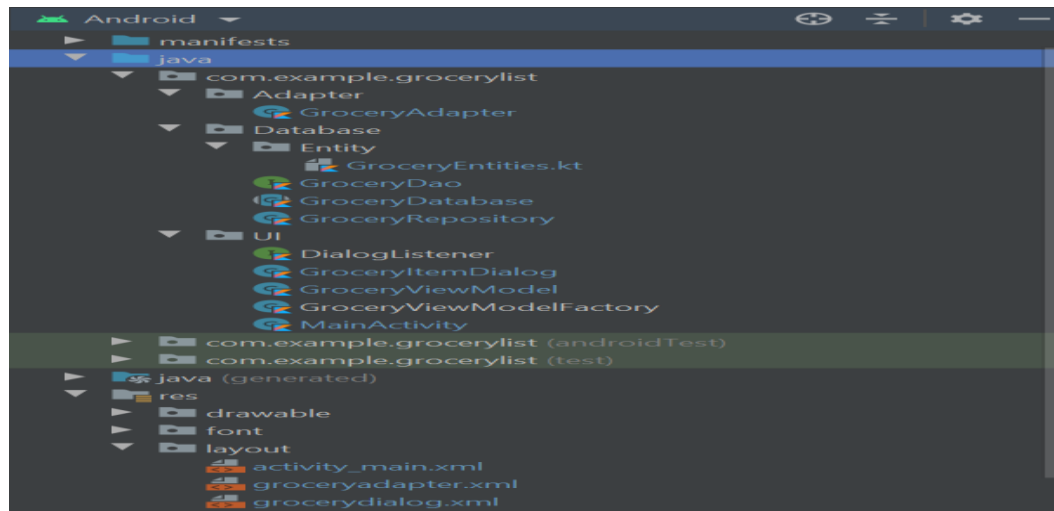 Android
manifests
java
com.example.grocerylist
Adapter
GroceryAdapter
Database
Entity
GroceryEntities.kt
GroceryDao
GroceryDatabase
GroceryRepository
UI
DialogListener
GroceryItemDialog
GroceryViewModel
GroceryViewModelFactory
MainActivity
com.example.grocerylist (androidTest)
com.example.grocerylist (test)
java (generated)
res
drawable
font
layout
activity_main.xml
groceryadapter.xml
grocerydialog.xml